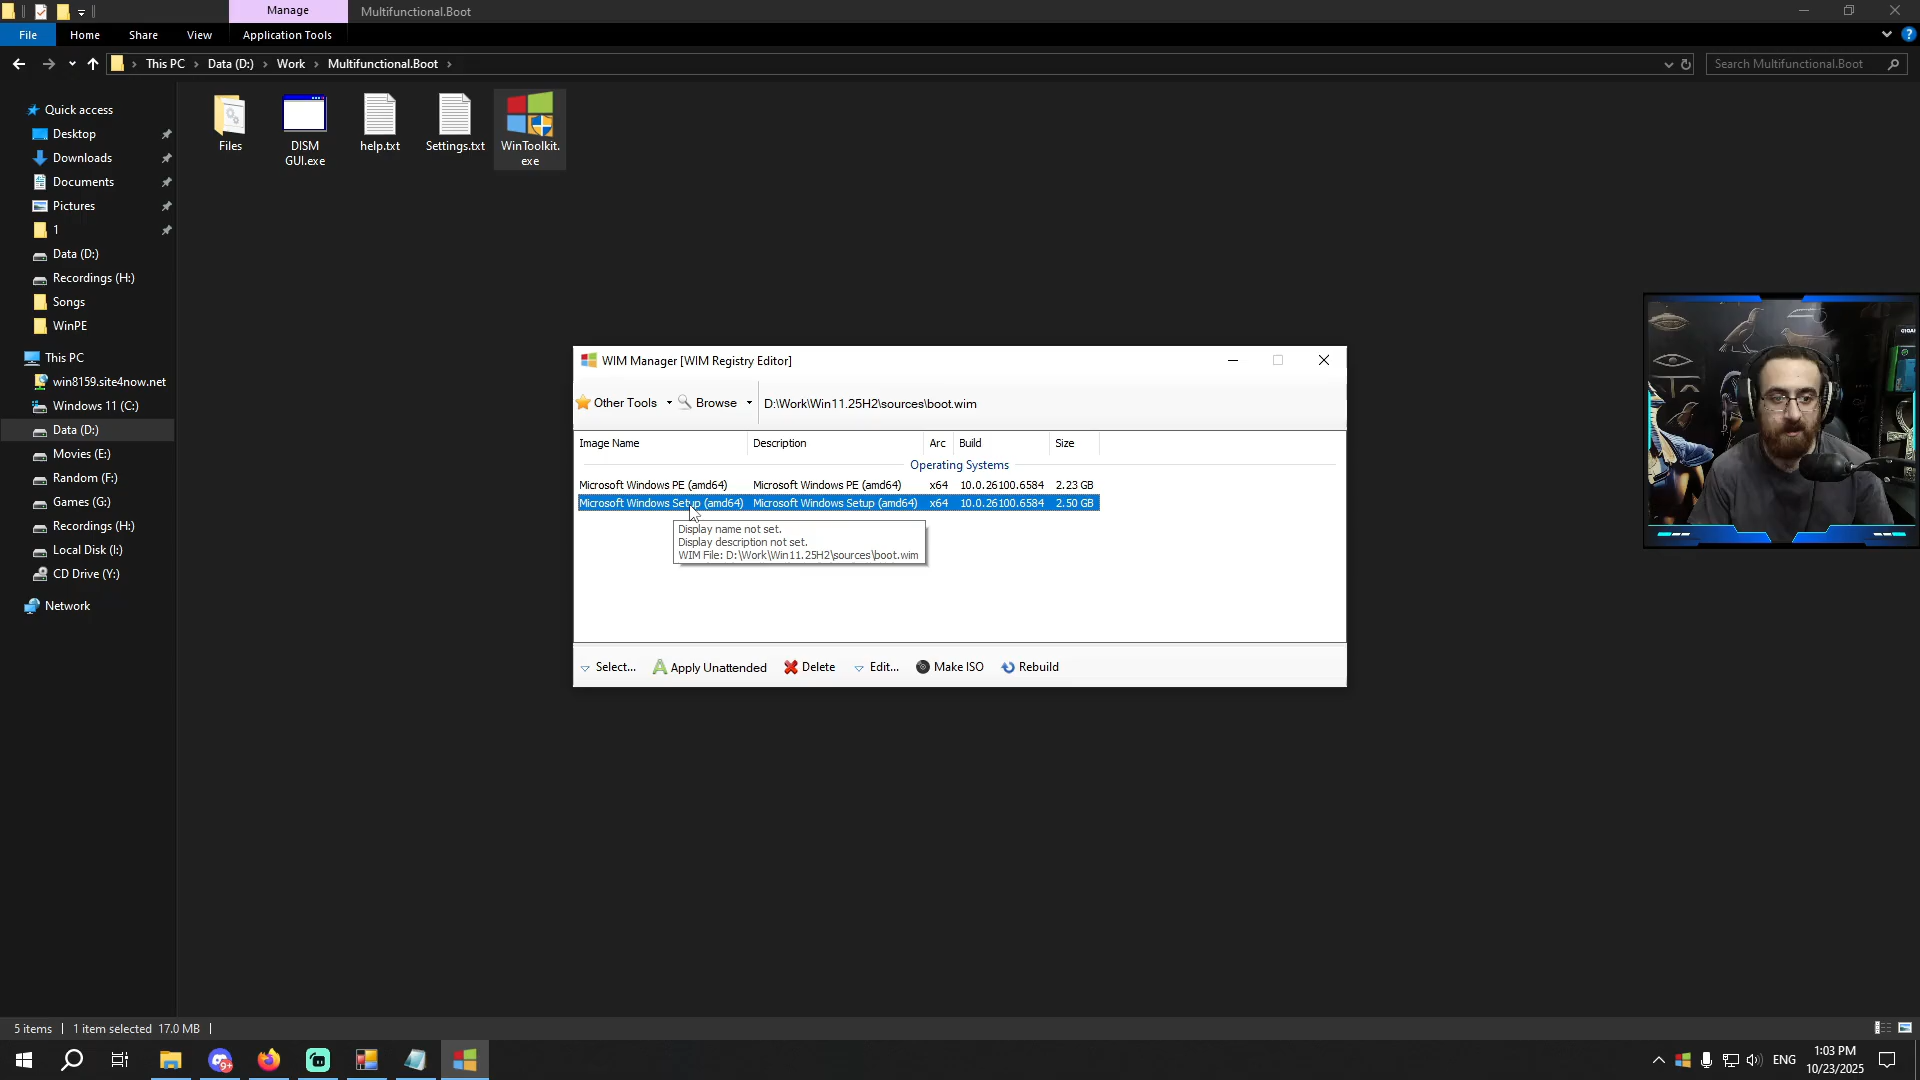 Manage
Multifunctional.Boot
File
Home
Share
View
Application Tools
This PC
Data (D:)
Work
Multifunctional.Boot
Search Multifunctional.Boot
Quick access
Desktop
Downloads
Documents
Pictures
1
Data (D:)
Recordings (H:)
Songs
WinPE
This PC
win8159.site4now.net
Windows 11 (C:)
Data (D:)
Movies (E:)
Random (F:)
Games (G:)
Recordings (H:)
Local Disk (I:)
CD Drive (Y:)
Network
Files
DISM
GUI.exe
help.txt
Settings.txt
WinToolkit.
exe
WIM Manager [WIM Registry Editor]
Other Tools
Browse
D:\Work\Win11.25H2\sources\boot.wim
Image Name Description Arc Build Size
Operating Systems
Microsoft Windows PE (amd64) Microsoft Windows PE (amd64) x64 10.0.26100.6584 2.23 GB
Microsoft Windows Setup (amd64) Microsoft Windows Setup (amd64) x64 10.0.26100.6584 2.50 GB
Display name not set.
Display description not set.
WIM File: D:\Work\Win11.25H2\sources\boot.wim
Select...
Apply Unattended
Delete
Edit...
Make ISO
Rebuild
5 items
1 item selected 17.0 MB
9+
ENG
1:03 PM
10/23/2025